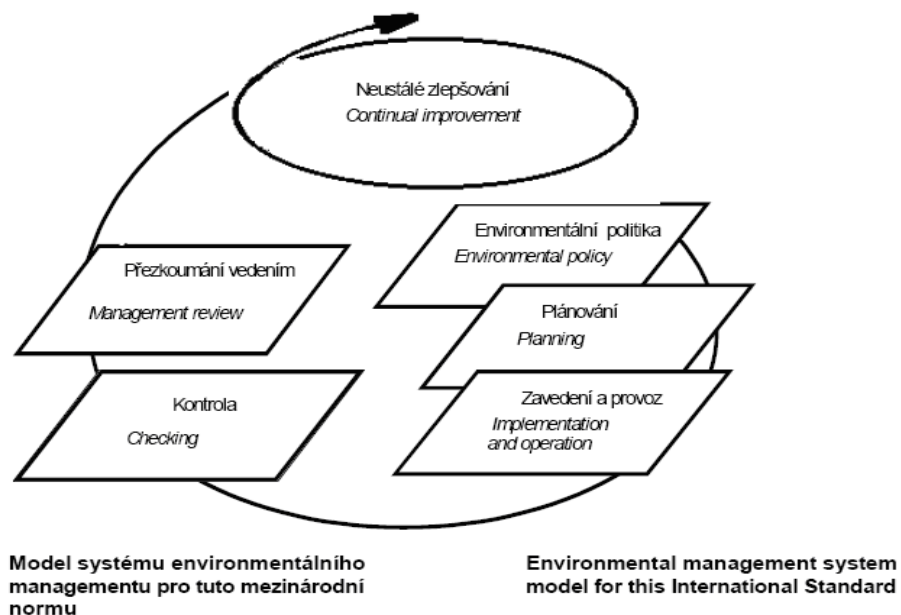 Neustálé zlepšování
Continual improvement
Environmentální politika
Environmental policy
Přezkoumání vedením
Management review
Plánování
Planning
Kontrola
Checking
Zavedení a provoz
Implementation
and operation
Model systému environmentálního
managementu pro tuto mezinárodní
normu
Environmental management system
model for this International Standard